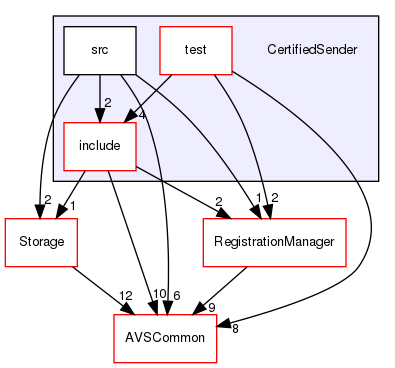 src
test
CertifiedSender
2
4
include
2
1
2
1
2
Storage
RegistrationManager
12
10
6
9
8
AVSCommon